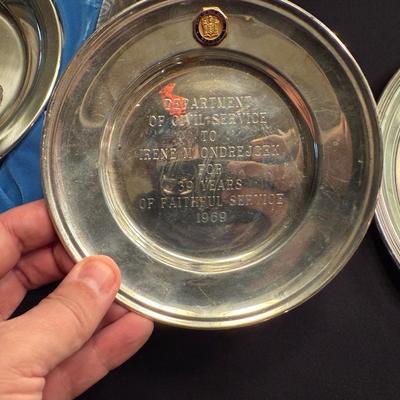 DEPARTMENT
OF CIVIL SERVICE
TO
IRENE M ONDREJCEK
FOR
39 YEARS
OF FAITHFUL SERVICE
1969